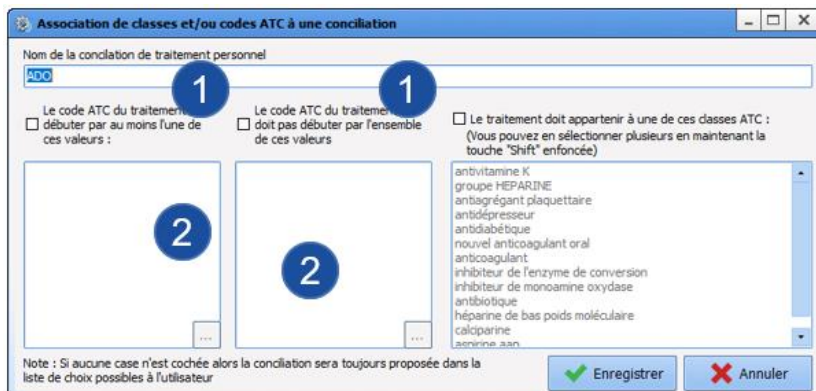 Association de classes et/ou codes ATC à une conciliation
Nom de la concilation de traitement personnel
ADO
1
1
Le code ATC du traitement
débuter par au moins l'une de
ces valeurs :
Le code ATC du traitement
doit pas débuter par l'ensemble
de ces valeurs
Le traitement doit appartenir à une de ces classes ATC :
(Vous pouvez en sélectionner plusieurs en maintenant la
touche "Shift" enfoncée)
2
...
2
...
antivitamine K
groupe HEPARINE
antiagrégant plaquettaire
antidépresseur
antidiabétique
nouvel anticoagulant oral
anticoagulant
inhibiteur de l'enzyme de conversion
inhibiteur de monoamine oxydase
antibiotique
héparine de bas poids moléculaire
calciparine
aspirine aap
Note : Si aucune case n'est cochée alors la conciliation sera toujours proposée dans la
liste de choix possibles à l'utilisateur
Enregistrer
Annuler